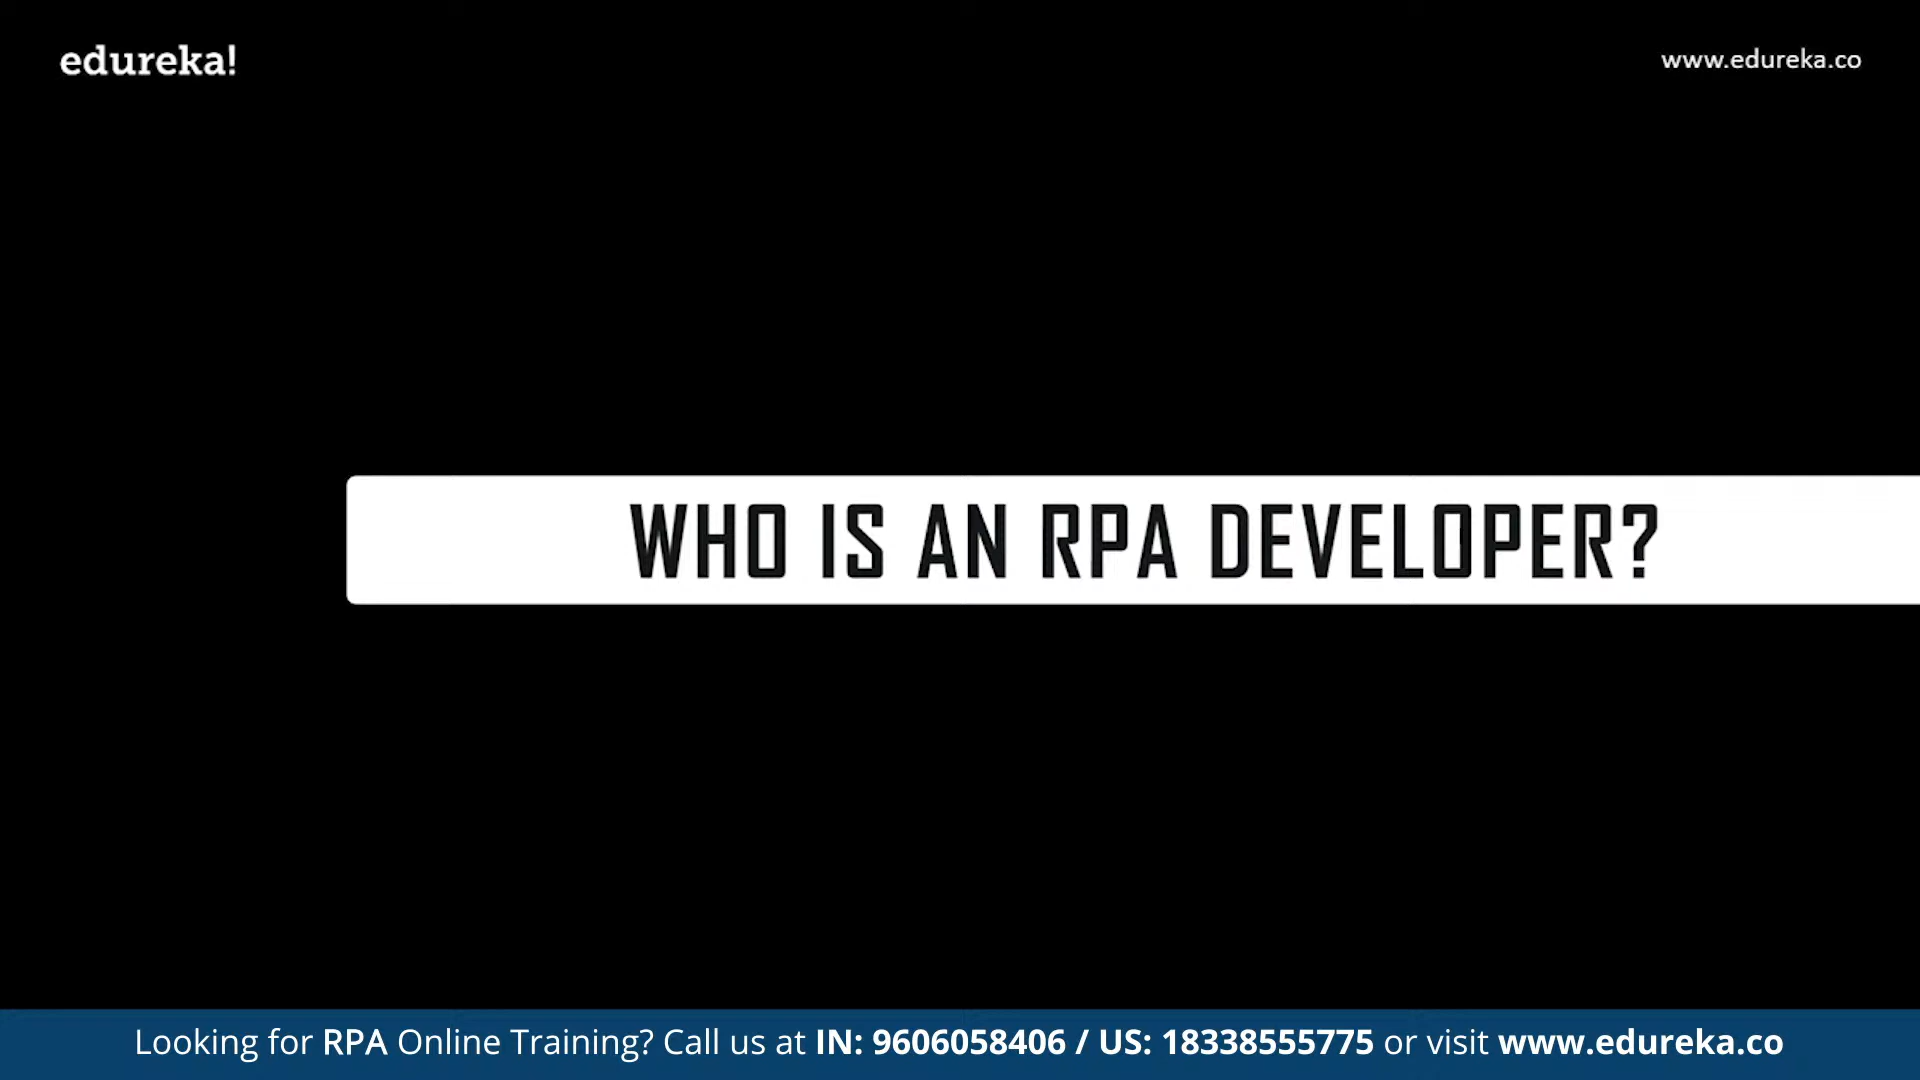 edureka!
www.edureka.co
WHO IS AN RPA DEVELOPER?
Looking for RPA Online Training? Call us at IN: 9606058406 / US: 18338555775 or visit www.edureka.co